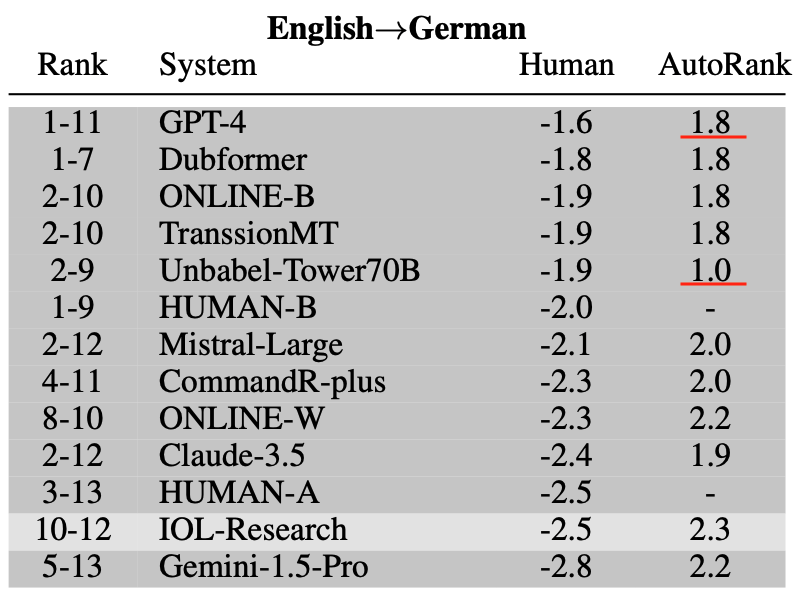 English→German
Rank System Human AutoRank
1-11 GPT-4 -1.6 1.8
1-7 Dubformer -1.8 1.8
2-10 ONLINE-B -1.9 1.8
2-10 TranssionMT -1.9 1.8
2-9 Unbabel-Tower70B -1.9 1.0
1-9 HUMAN-B -2.0 -
2-12 Mistral-Large -2.1 2.0
4-11 CommandR-plus -2.3 2.0
8-10 ONLINE-W -2.3 2.2
2-12 Claude-3.5 -2.4 1.9
3-13 HUMAN-A -2.5 -
10-12 IOL-Research -2.5 2.3
5-13 Gemini-1.5-Pro -2.8 2.2